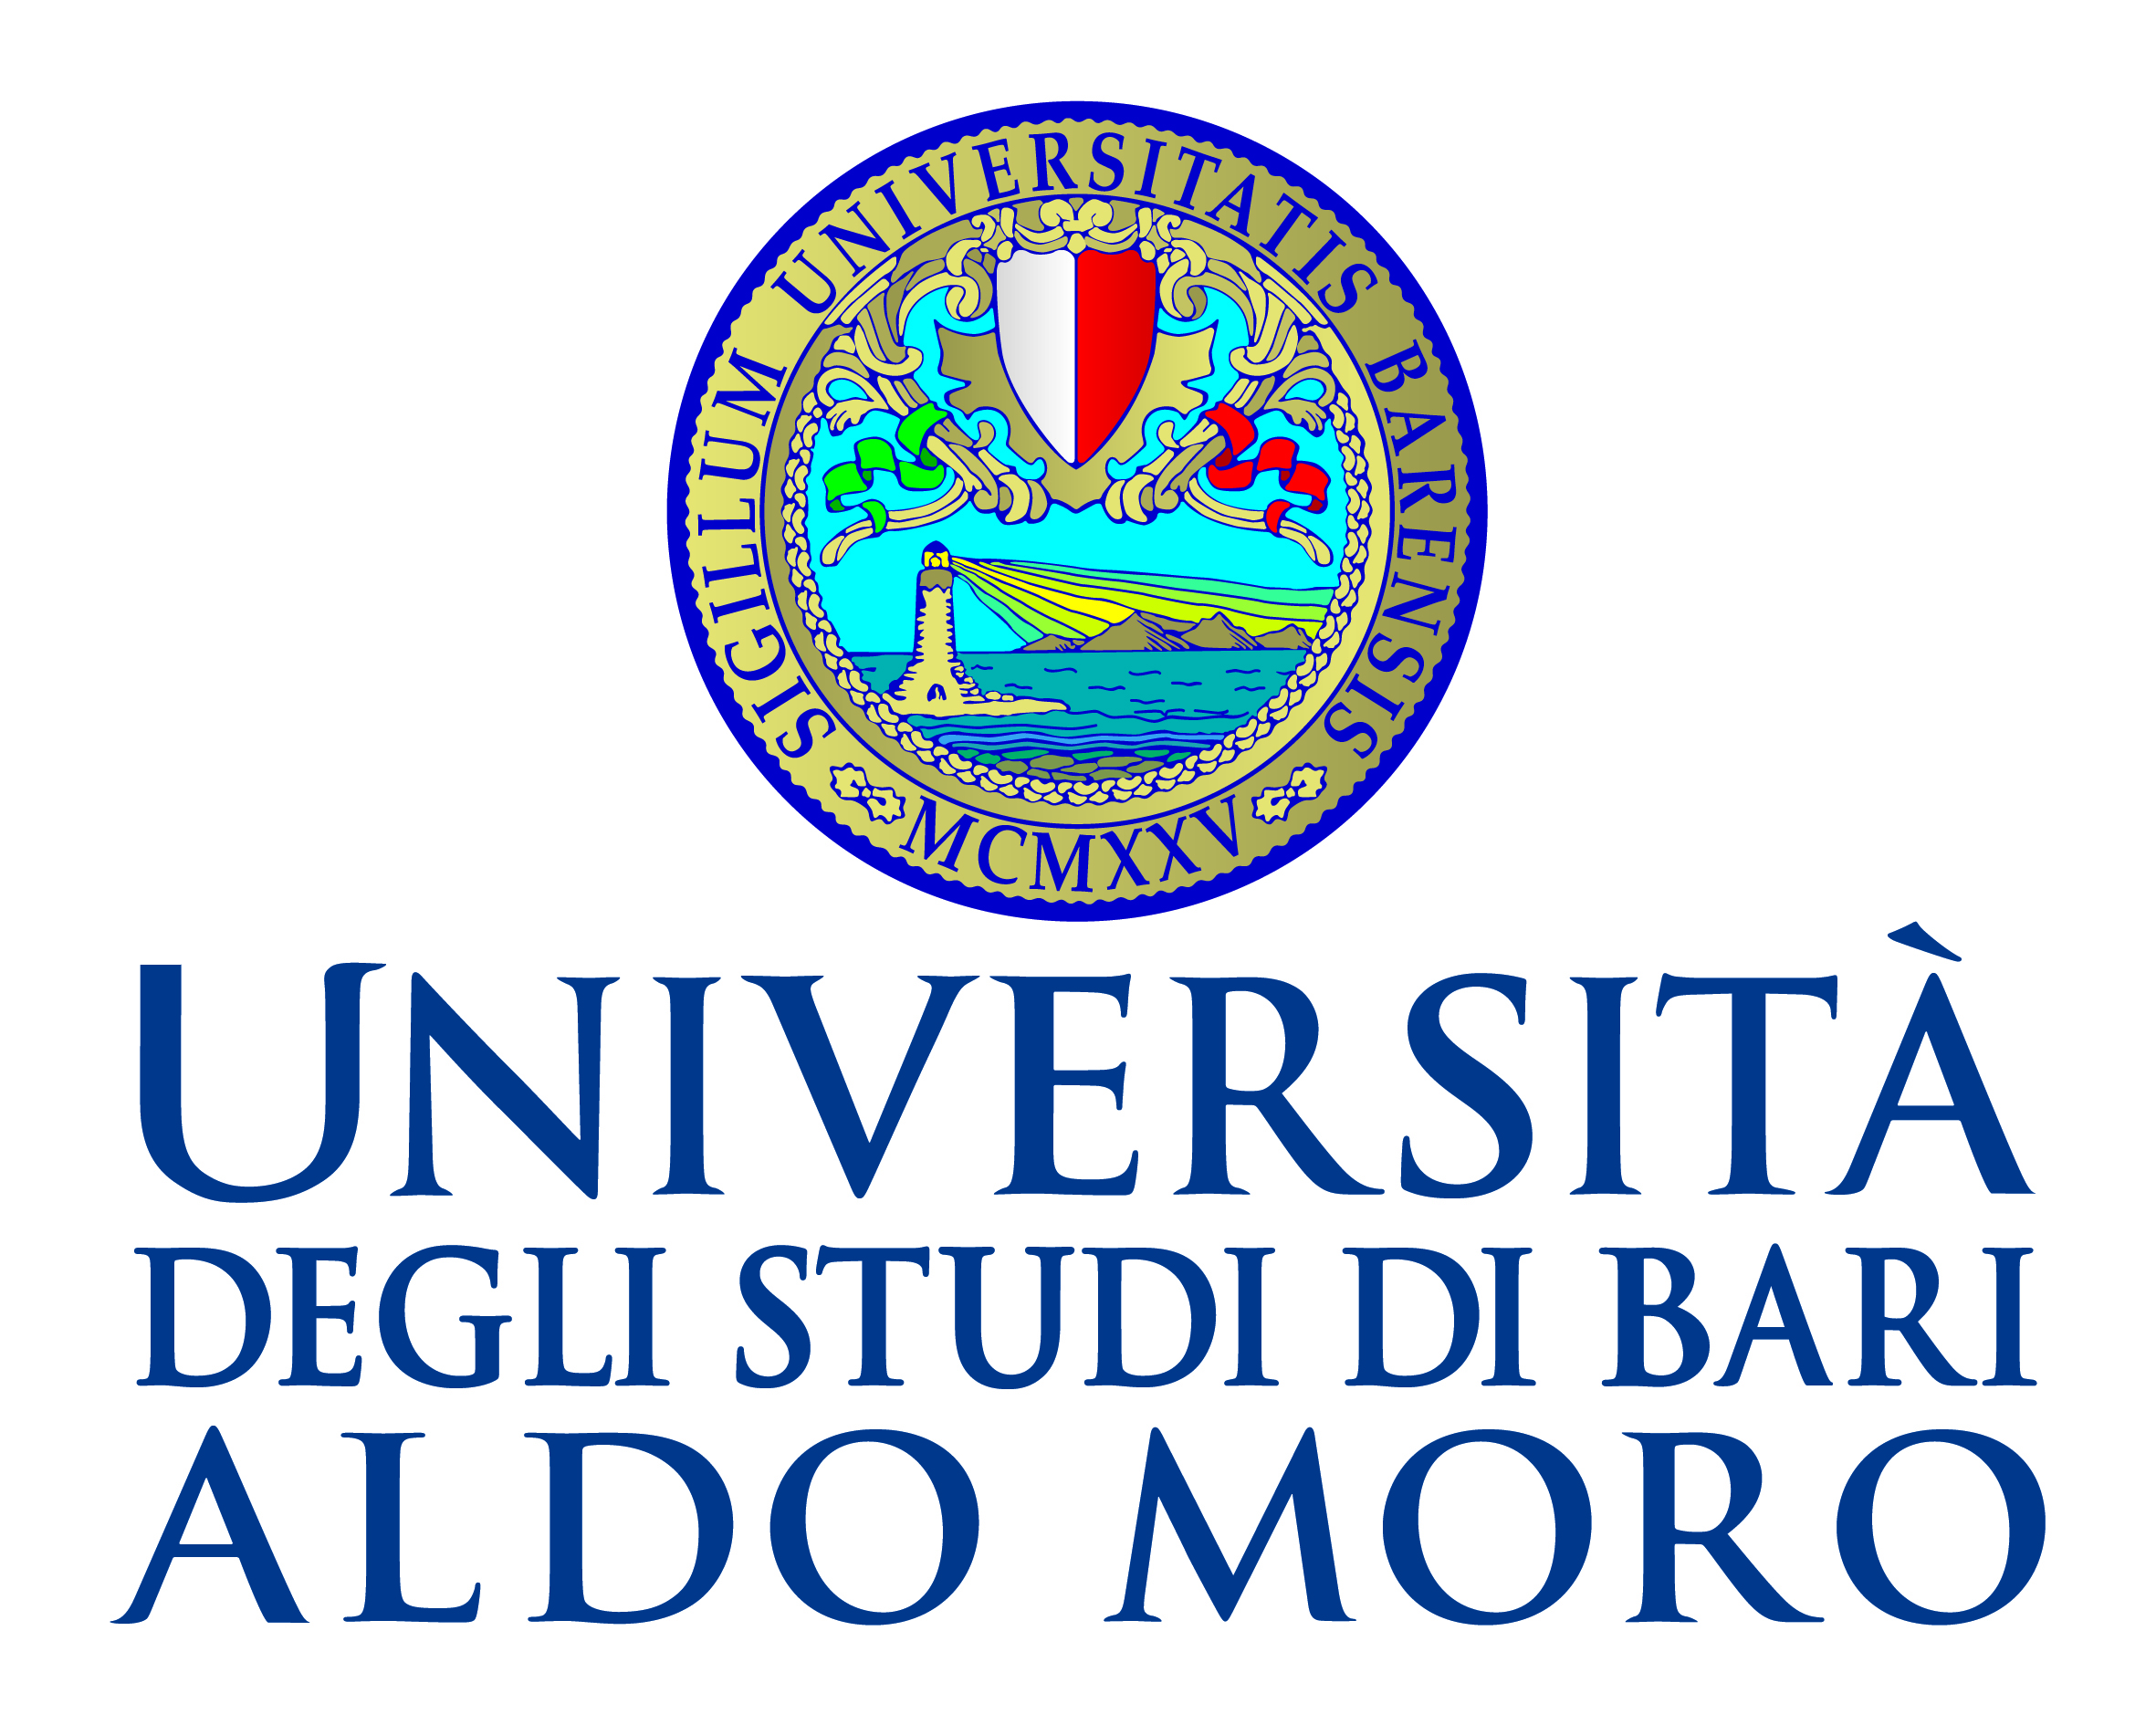 SIGILLUM UNIVERSITATIS BARENSIS
MCMXXV
UNIVERSITÀ
DEGLI STUDI DI BARI
ALDO MORO